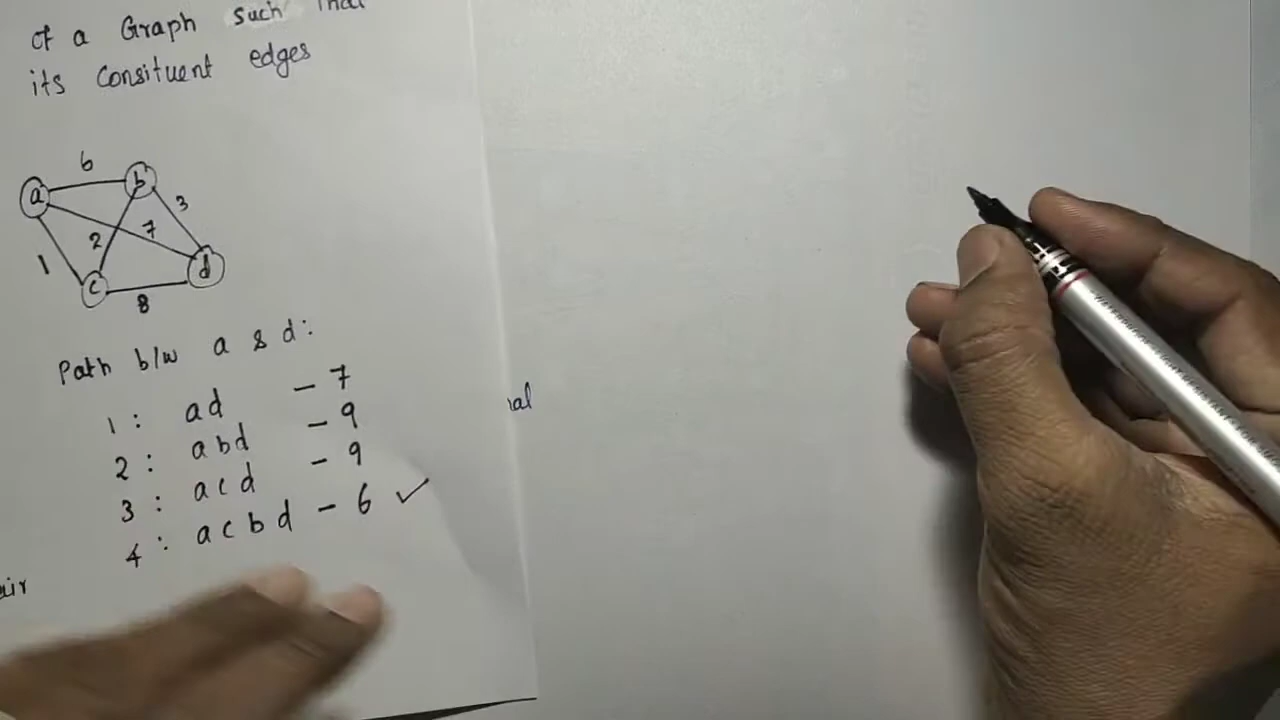 of a Graph such that
its Consituent edges
6
a b
3
2 7
1
c d
8
Path b/w a & d:
1: ad - 7
2: abd - 9
3: acd - 9
4: acbd - 6 ✓